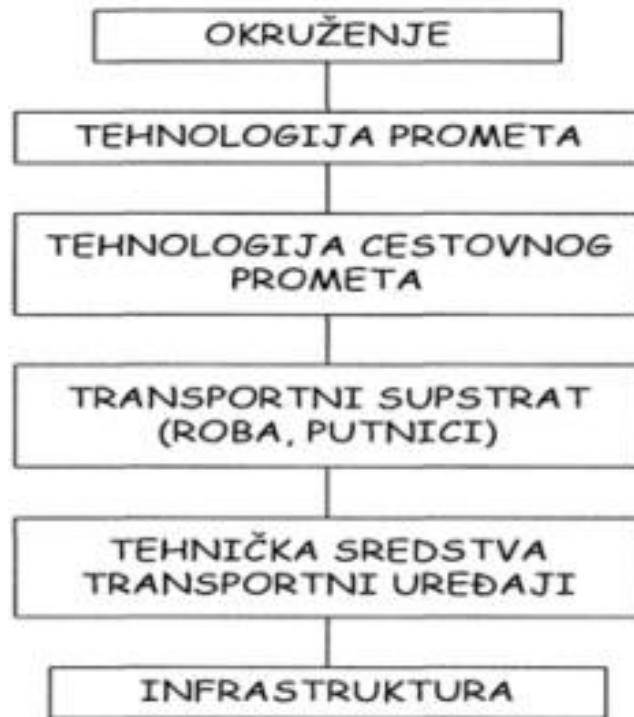 OKRUŽENJE
TEHNOLOGIJA PROMETA
TEHNOLOGIJA CESTOVNOG
PROMETA
TRANSPORTNI SUPSTRAT
(ROBA, PUTNICI)
TEHNIČKA SREDSTVA
TRANSPORTNI UREĐAJI
INFRASTRUKTURA